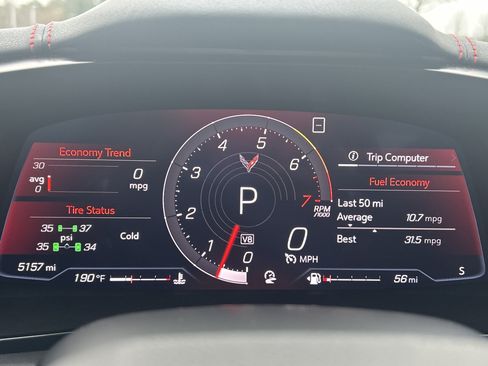 Economy Trend
30
avg
0
0
mpg
Tire Status
35 37
psi
35 34
Cold
5157 mi
190 °F
0
1
2
3
4
5
6
7
RPM
/1000
P
V8
0
MPH
i Trip Computer
Fuel Economy
Last 50 mi
Average 10.7 mpg
Best 31.5 mpg
56 mi
S